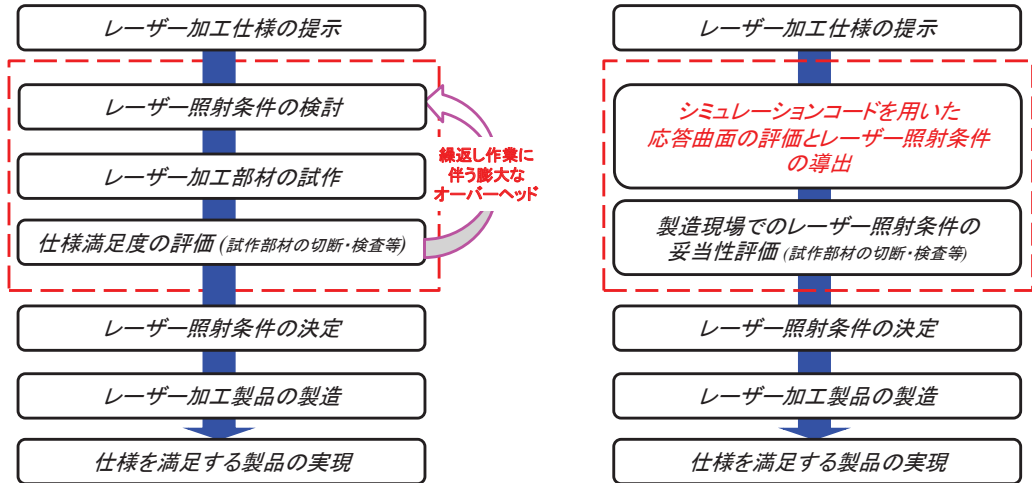 レーザー加工仕様の提示
レーザー照射条件の検討
レーザー加工部材の試作
仕様満足度の評価 (試作部材の切断・検査等)
繰返し作業に
伴う膨大な
オーバーヘッド
レーザー照射条件の決定
レーザー加工製品の製造
仕様を満足する製品の実現
レーザー加工仕様の提示
シミュレーションコードを用いた
応答曲面の評価とレーザー照射条件
の導出
製造現場でのレーザー照射条件の
妥当性評価 (試作部材の切断・検査等)
レーザー照射条件の決定
レーザー加工製品の製造
仕様を満足する製品の実現